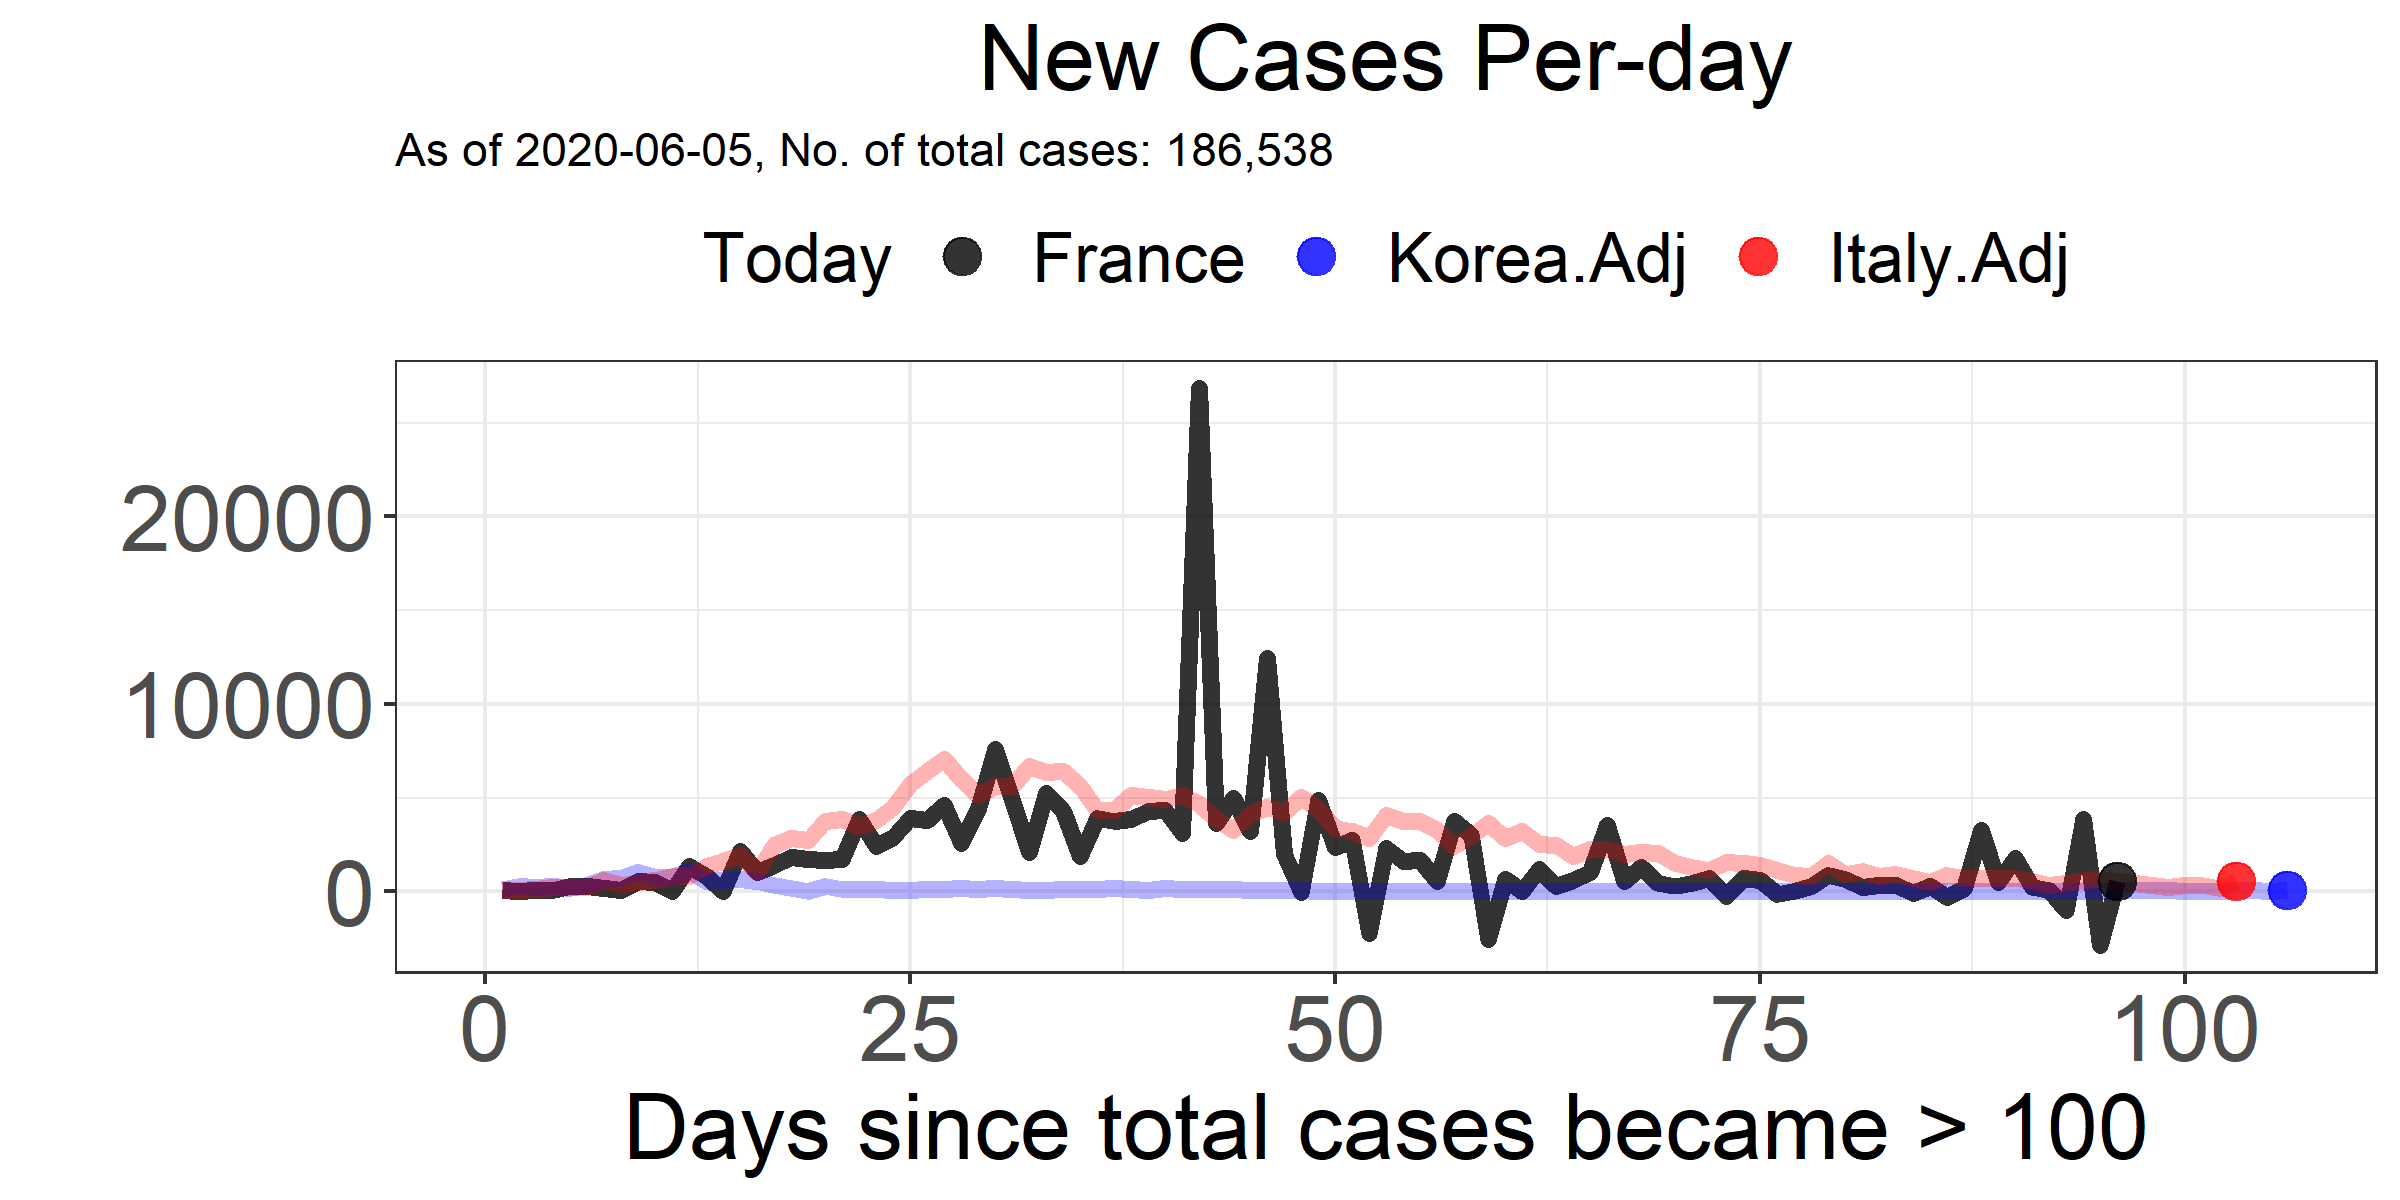 New Cases Per-day
As of 2020-06-05, No. of total cases: 186,538
Today France Korea.Adj Italy.Adj
20000
10000
0
0 25 50 75 100
Days since total cases became > 100